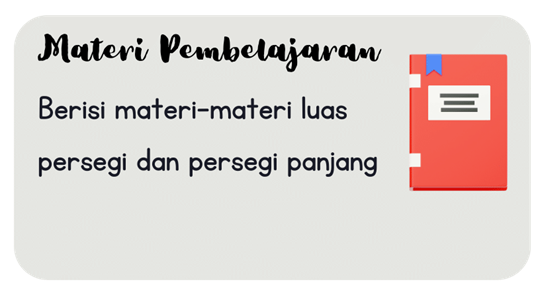 Materi Pembelajaran
Berisi materi-materi luas
persegi dan persegi panjang